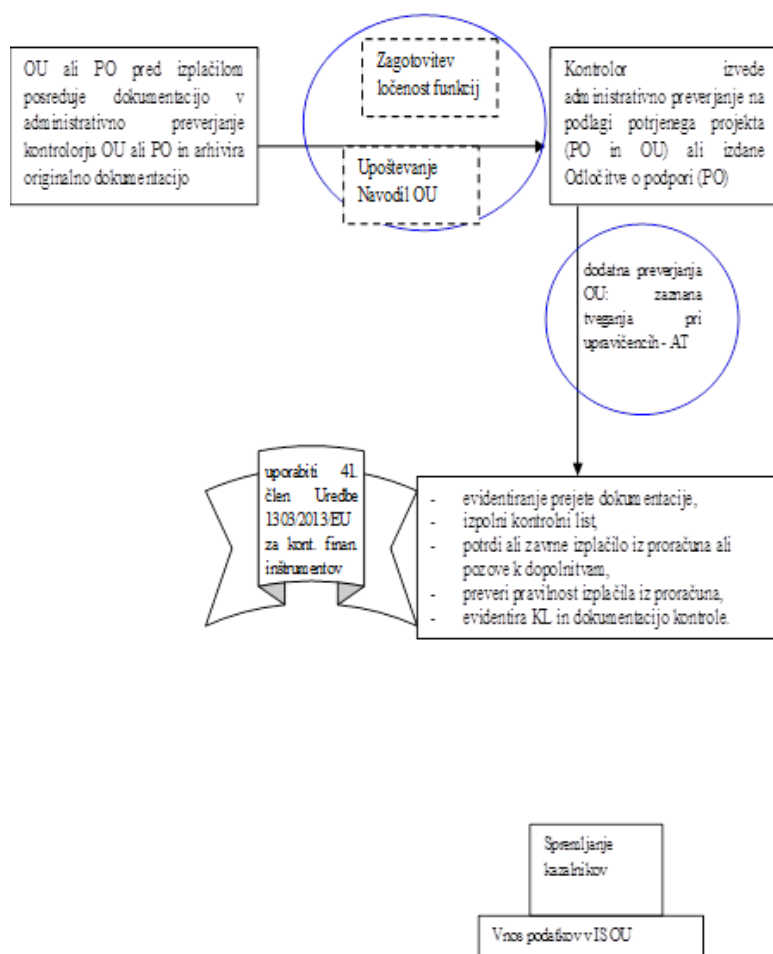 OU ali PO pred izplačilom
posreduje dokumentacijo v
administrativno preverjanje
kontrolorju OU ali PO in arhivira
originalno dokumentacijo
Zagotovitev
ločenost funkcij
Upoštevanje
Navodil OU
Kontrolor izvede
administrativno preverjanje na
podlagi potrjenega projekta
(PO in OU) ali izdane
Odločitve o podpori (PO)
dodatna preverjanja
OU: zaznana
tveganja pri
upravičencih - AT
uporabiti 41.
člen Uredbe
1303/2013/EU
za kont. finan.
inštrumentov
- evidentiranje prejete dokumentacije,
- izpolni kontrolni list,
- potrdi ali zavrne izplačilo iz proračuna ali
pozove k dopolnitvam,
- preveri pravilnost izplačila iz proračuna,
- evidentira KL in dokumentacijo kontrole.
Spremljanje
kazalnikov
Vnos podatkov v IS OU